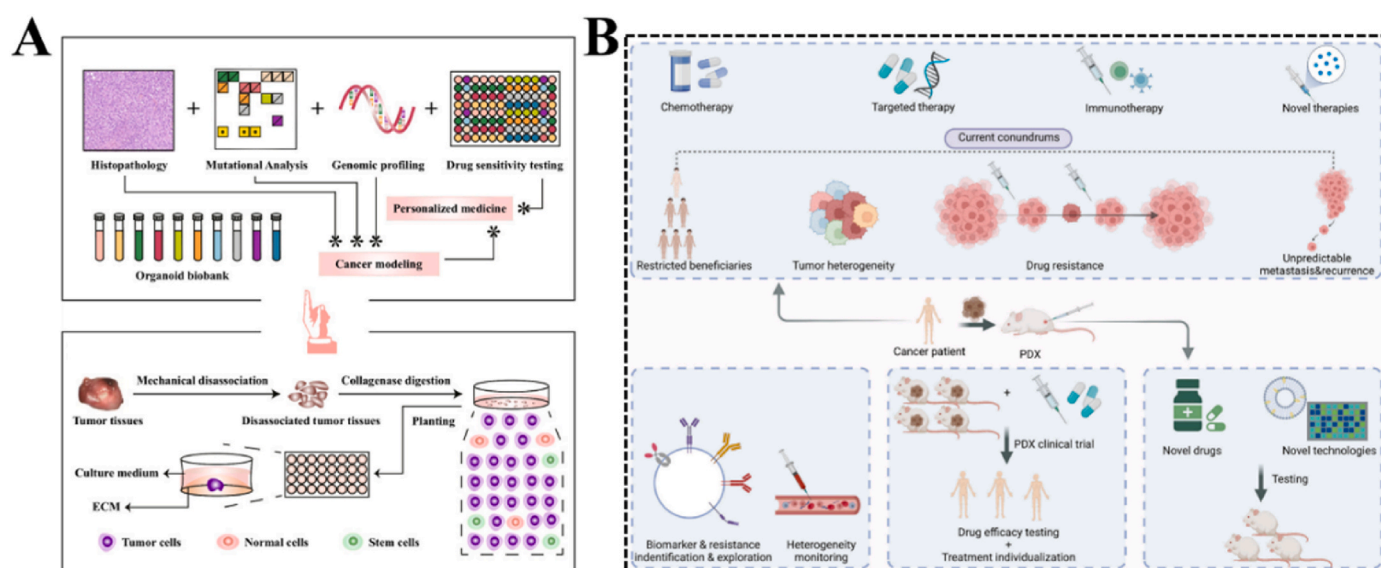 A
Histopathology
Mutational Analysis
Genomic profiling
Drug sensitivity testing
Personalized medicine
Organoid biobank
Cancer modeling
Mechanical disassociation
Collagenase digestion
Tumor tissues
Disassociated tumor tissues
Planting
Culture medium
ECM
Tumor cells
Normal cells
Stem cells
B
Chemotherapy
Targeted therapy
Immunotherapy
Novel therapies
Current conundrums
Restricted beneficiaries
Tumor heterogeneity
Drug resistance
Unpredictable
metastasis&recurrence
Cancer patient
PDX
Biomarker & resistance
indentification & exploration
Heterogeneity
monitoring
PDX clinical trial
Drug efficacy testing
+
Treatment individualization
Novel drugs
Novel technologies
Testing